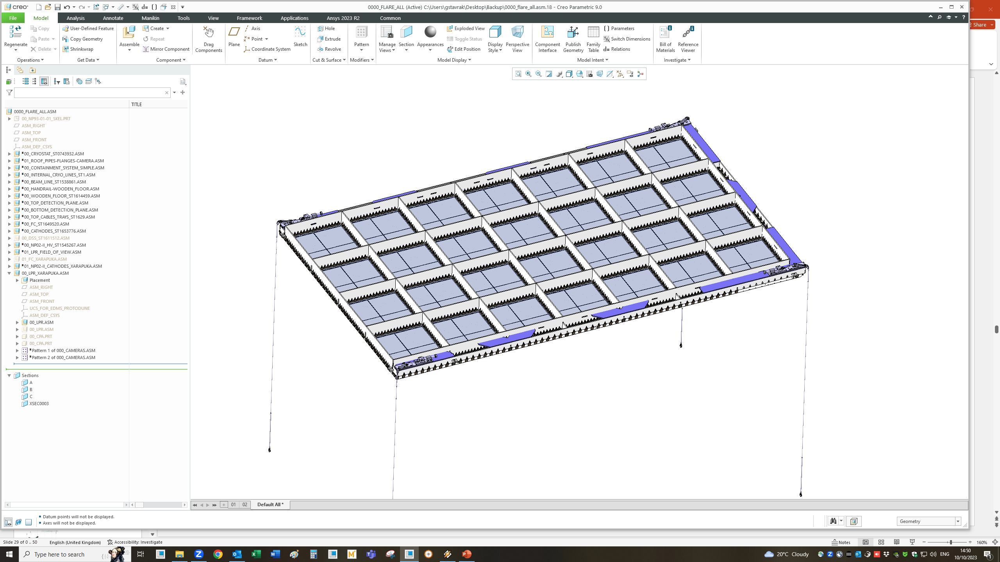 creo
0000_FLARE_ALL (Active) C:\Users\gstavrak\Desktop\Backup\0000_flare_all.asm.18 - Creo Parametric 9.0
File Model Analysis Annotate Manikin Tools View Framework Applications Ansys 2023 R2 Common
Share
Regenerate
Copy
Paste
Delete
Operations
User-Defined Feature
Copy Geometry
Shrinkwrap
Get Data
Assemble
Create
Repeat
Mirror Component
Component
Drag Components
Plane
Axis
Point
Coordinate System
Sketch
Datum
Hole
Extrude
Revolve
Cut & Surface
Pattern
Modifiers
Manage Views
Section
Appearances
Exploded View
Toggle Status
Edit Position
Display Style
Perspective View
Model Display
Component Interface
Publish Geometry
Family Table
Parameters
Switch Dimensions
d= Relations
Model Intent
Bill of Materials
Reference Viewer
Investigate
TITLE
0000_FLARE_ALL.ASM
00_NP93-01-01_SKEL.PRT
ASM_RIGHT
ASM_TOP
ASM_FRONT
ASM_DEF_CSYS
00_CRYOSTAT_ST0743932.ASM
01_ROOF_PIPES-FLANGES-CAMERA.ASM
00_CONTAINMENT_SYSTEM_SIMPLE.ASM
00_INTERNAL_CRYO_LINES_ST1.ASM
00_BEAM_LINE_ST1538861.ASM
00_HANDRAIL-WOODEN_FLOOR.ASM
00_WOODEN_FLOOR_ST1614459.ASM
00_TOP_DETECTION_PLANE.ASM
00_BOTTOM_DETECTION_PLANE.ASM
00_TOP_CABLES_TRAYS_ST1629.ASM
00_FC_ST1649520.ASM
00_CATHODES_ST1653776.ASM
00_DSS_ST1611512.ASM
00_NP02-II_HV_ST1545267.ASM
01_LPR_FIELD_OF_VIEW.ASM
01_FC_XARAPUKA.ASM
01_NP02-II_CATHODES_XARAPUKA.ASM
00_LPR_XARAPUKA.ASM
Placement
ASM_RIGHT
ASM_TOP
ASM_FRONT
UCS_FOR_EDMS_PROTODUNE
ASM_DEF_CSYS
00_LPR.ASM
00_LPR.ASM
00_CPA.PRT
00_CPA.PRT
Pattern 1 of 000_CAMERAS.ASM
Pattern 2 of 000_CAMERAS.ASM
Sections
A
B
C
XSEC0003
01 02 Default All *
Datum points will not be displayed.
Axes will not be displayed.
Geometry
Slide 29 of 0 .. 50 English (United Kingdom) Accessibility: Investigate Notes 160%
Type here to search
20°C Cloudy
ENG
14:50
10/10/2023